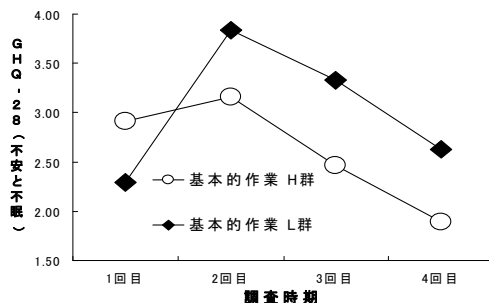 GHQ-28(不安と不眠)
4.00
3.50
3.00
2.50
2.00
1.50
基本的作業 H群
基本的作業 L群
1回目 2回目 3回目 4回目
調査時期